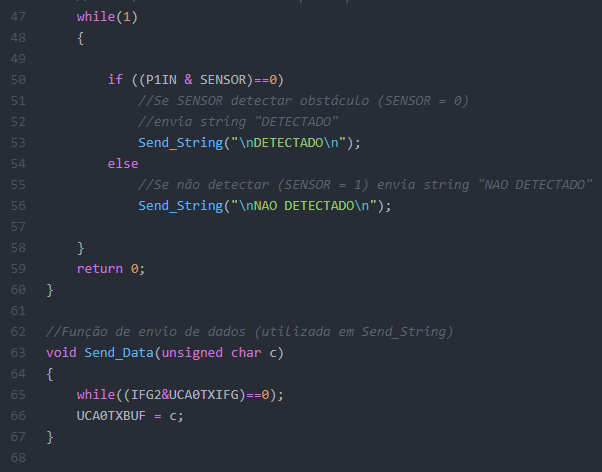 47 while(1)
48 {
49
50 if ((P1IN & SENSOR)==0)
51 //Se SENSOR detectar obstáculo (SENSOR = 0)
52 //envia string "DETECTADO"
53 Send_String("\nDETECTADO\n");
54 else
55 //Se não detectar (SENSOR = 1) envia string "NAO DETECTADO"
56 Send_String("\nNAO DETECTADO\n");
57
58 }
59 return 0;
60 }
61
62 //Função de envio de dados (utilizada em Send_String)
63 void Send_Data(unsigned char c)
64 {
65 while((IFG2&UCA0TXIFG)==0);
66 UCA0TXBUF = c;
67 }
68